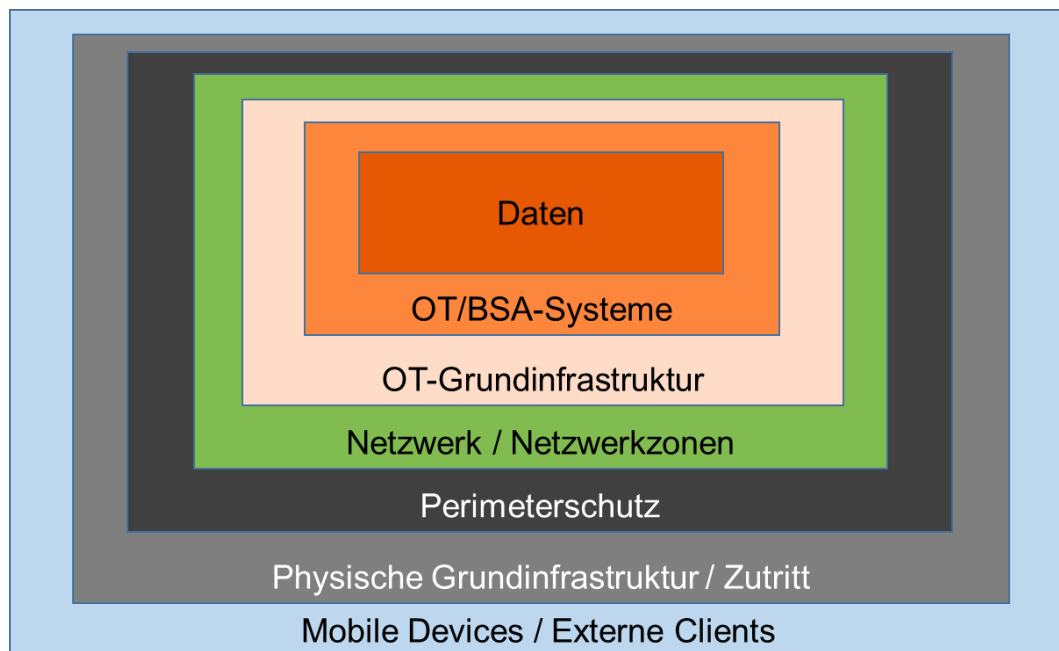 Daten
OT/BSA-Systeme
OT-Grundinfrastruktur
Netzwerk / Netzwerkzonen
Perimeterschutz
Physische Grundinfrastruktur / Zutritt
Mobile Devices / Externe Clients